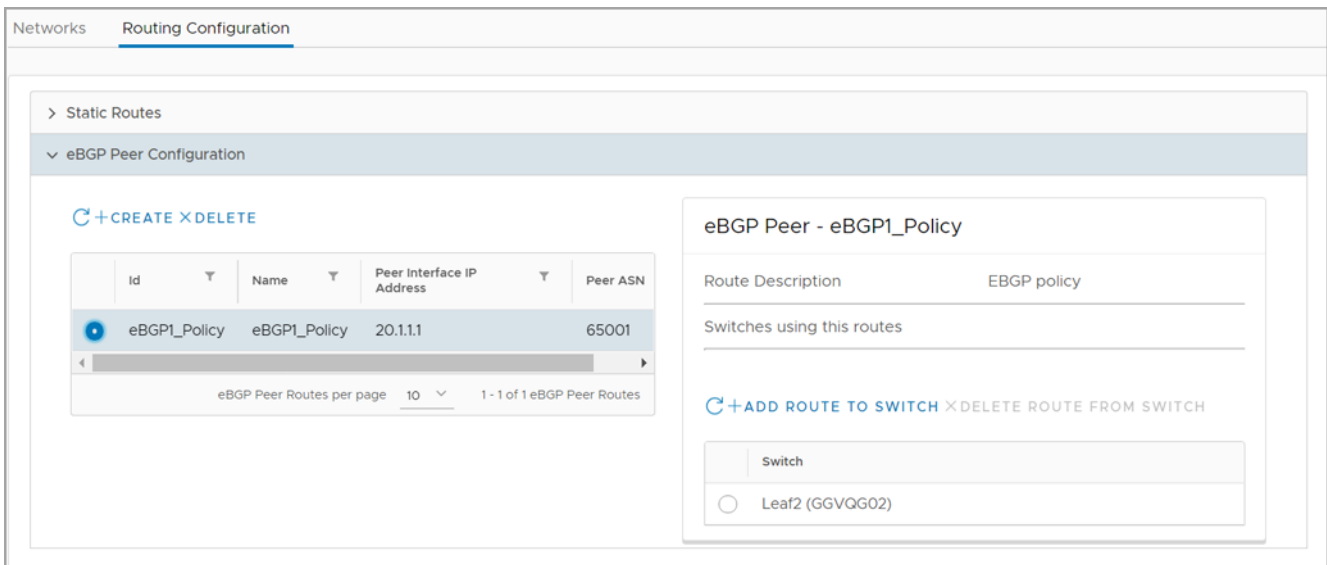 Networks Routing Configuration
Static Routes
eBGP Peer Configuration
CREATE DELETE
Id Name Peer Interface IP Address Peer ASN
eBGP1_Policy eBGP1_Policy 20.1.1.1 65001
eBGP Peer Routes per page 10 1 - 1 of 1 eBGP Peer Routes
eBGP Peer - eBGP1_Policy
Route Description EBGP policy
Switches using this routes
ADD ROUTE TO SWITCH DELETE ROUTE FROM SWITCH
Switch
Leaf2 (GGVQG02)